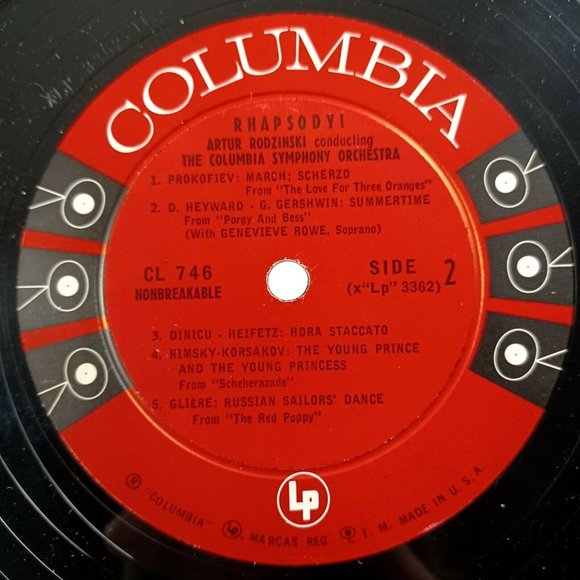 COLUMBIA
RHAPSODY!
ARTUR RODZINSKI conducting
THE COLUMBIA SYMPHONY ORCHESTRA
1. PROKOFIEV: MARCH; SCHERZO
From "The Love For Three Oranges"
2. D. HEYWARD - G. GERSHWIN: SUMMERTIME
From "Porgy And Bess"
(With GENEVIEVE ROWE, Soprano)
CL 746
NONBREAKABLE
SIDE 2
(x"Lp" 3362)
3. DINICU - HEIFETZ: HORA STACCATO
4. RIMSKY-KORSAKOV: THE YOUNG PRINCE
AND THE YOUNG PRINCESS
From "Scheherazade"
5. GLIÈRE: RUSSIAN SAILORS' DANCE
From "The Red Poppy"
Lp
® "COLUMBIA" Lp MARCAS REG. T. M. MADE IN U. S. A.